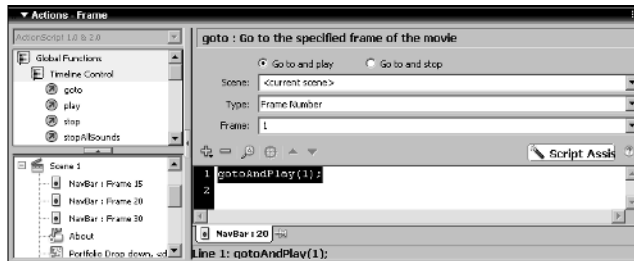 Actions - Frame
ActionScript 1.0 & 2.0
Global Functions
Timeline Control
goto
play
stop
stopAllSounds
Scene 1
NavBar : Frame 15
NavBar : Frame 20
NavBar : Frame 30
About
Portfolio Drop down, <d
goto : Go to the specified frame of the movie
Go to and play
Go to and stop
Scene: <current scene>
Type: Frame Number
Frame: 1
Script Assis
1 gotoAndPlay(1);
2
NavBar : 20
Line 1: gotoAndPlay(1);